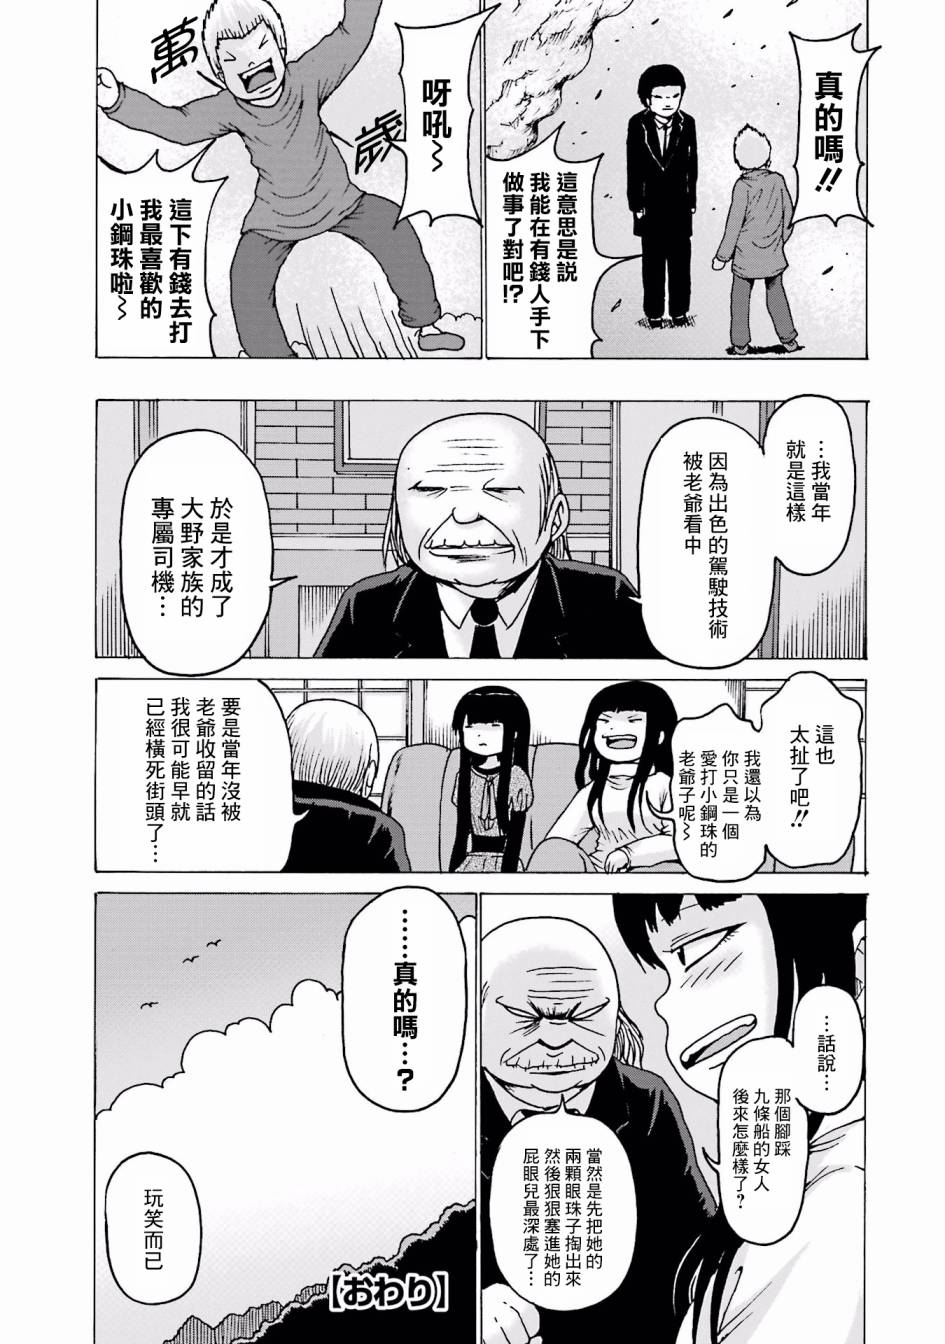 真的嗎!!
這意思是說
我能在有錢人手下
做事了對吧!?
呀吼～
萬歲
這下有錢去打
我最喜歡的
小鋼珠啦～
…我當年
就是這樣
因為出色的駕駛技術
被老爺看中
於是才成了
大野家族的
專屬司機…
這也
太扯了吧!!
我還以為
你只是一個
愛打小鋼珠的
老爺子呢～
要是當年沒被
老爺收留的話
我很可能早就
已經橫死街頭了…
…話說…
那個腳踩
九條船的女人
後來怎麼樣了?
當然是先把她的
兩顆眼珠子掏出來
然後狠狠塞進她的
屁眼兒最深處了…
……真的嗎…?
玩笑而已
【おわり】